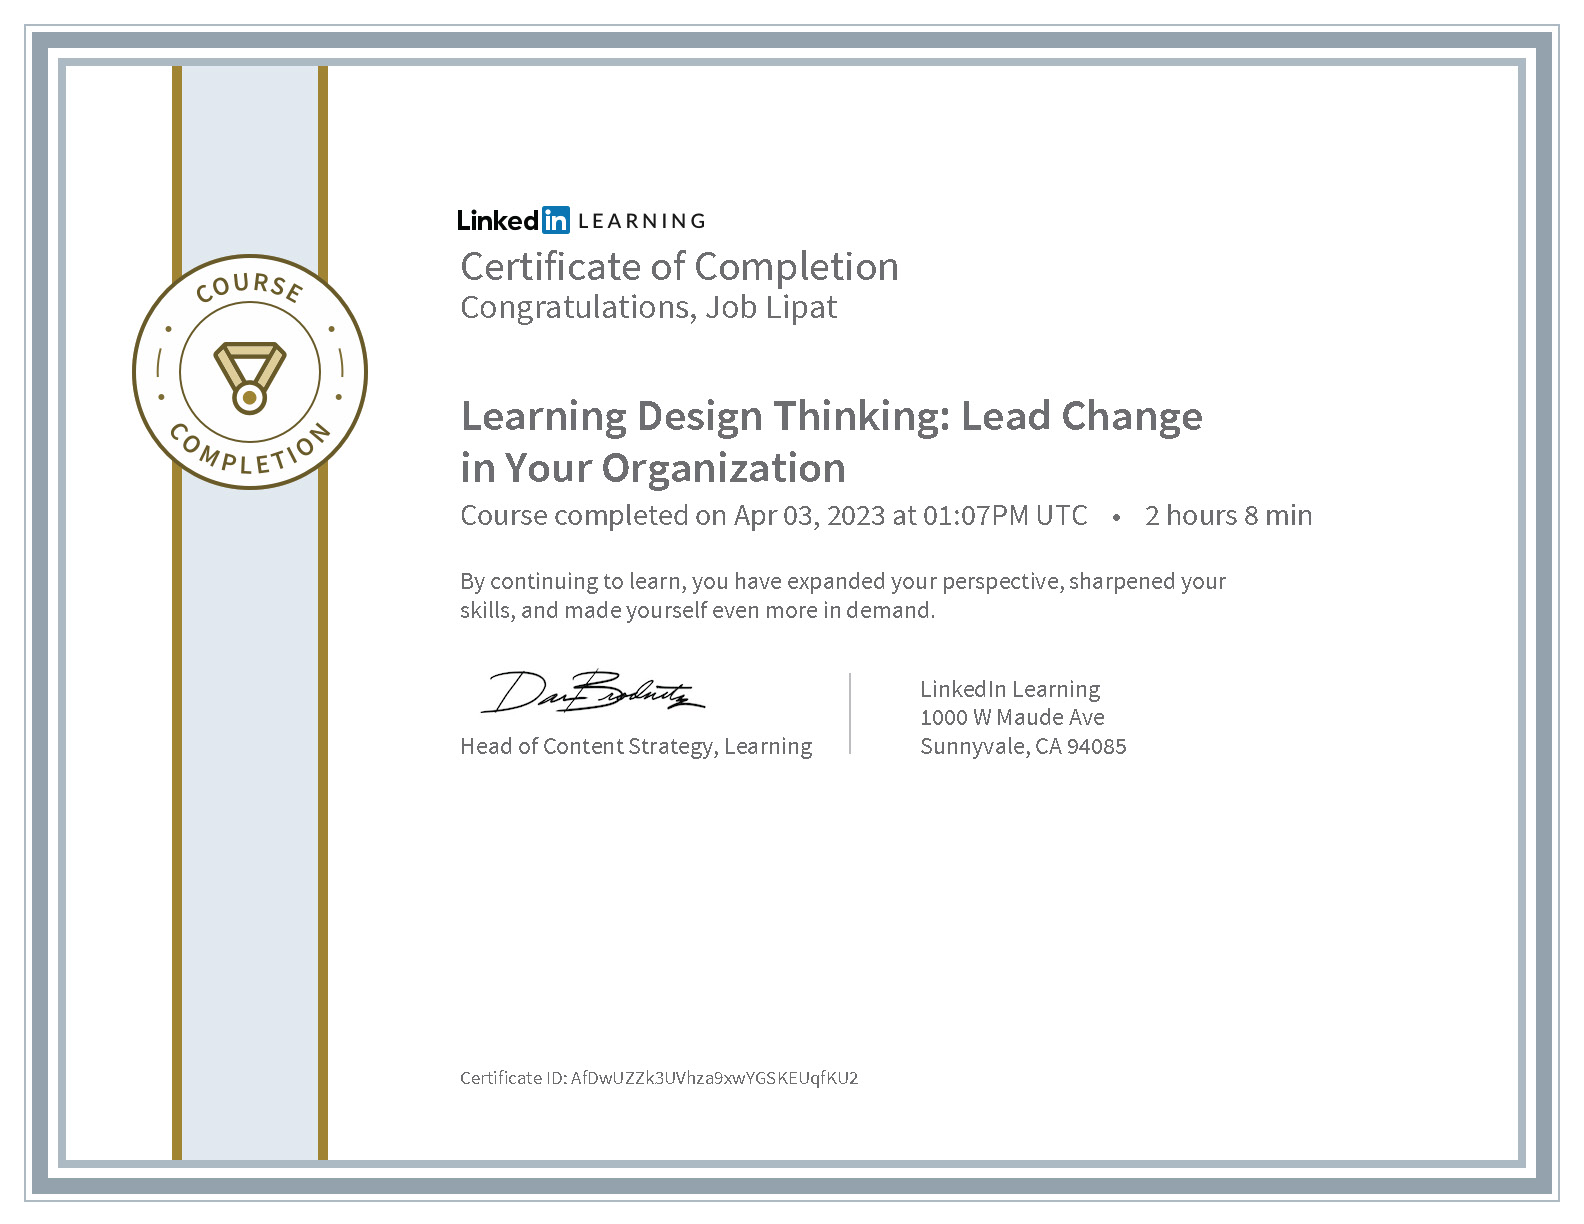 COURSE
COMPLETION
Linked in LEARNING
Certificate of Completion
Congratulations, Job Lipat
Learning Design Thinking: Lead Change
in Your Organization
Course completed on Apr 03, 2023 at 01:07PM UTC • 2 hours 8 min
By continuing to learn, you have expanded your perspective, sharpened your
skills, and made yourself even more in demand.
Dan Brodnitz
Head of Content Strategy, Learning
LinkedIn Learning
1000 W Maude Ave
Sunnyvale, CA 94085
Certificate ID: AfDwUZZk3UVhza9xwYGSKEUqfKU2